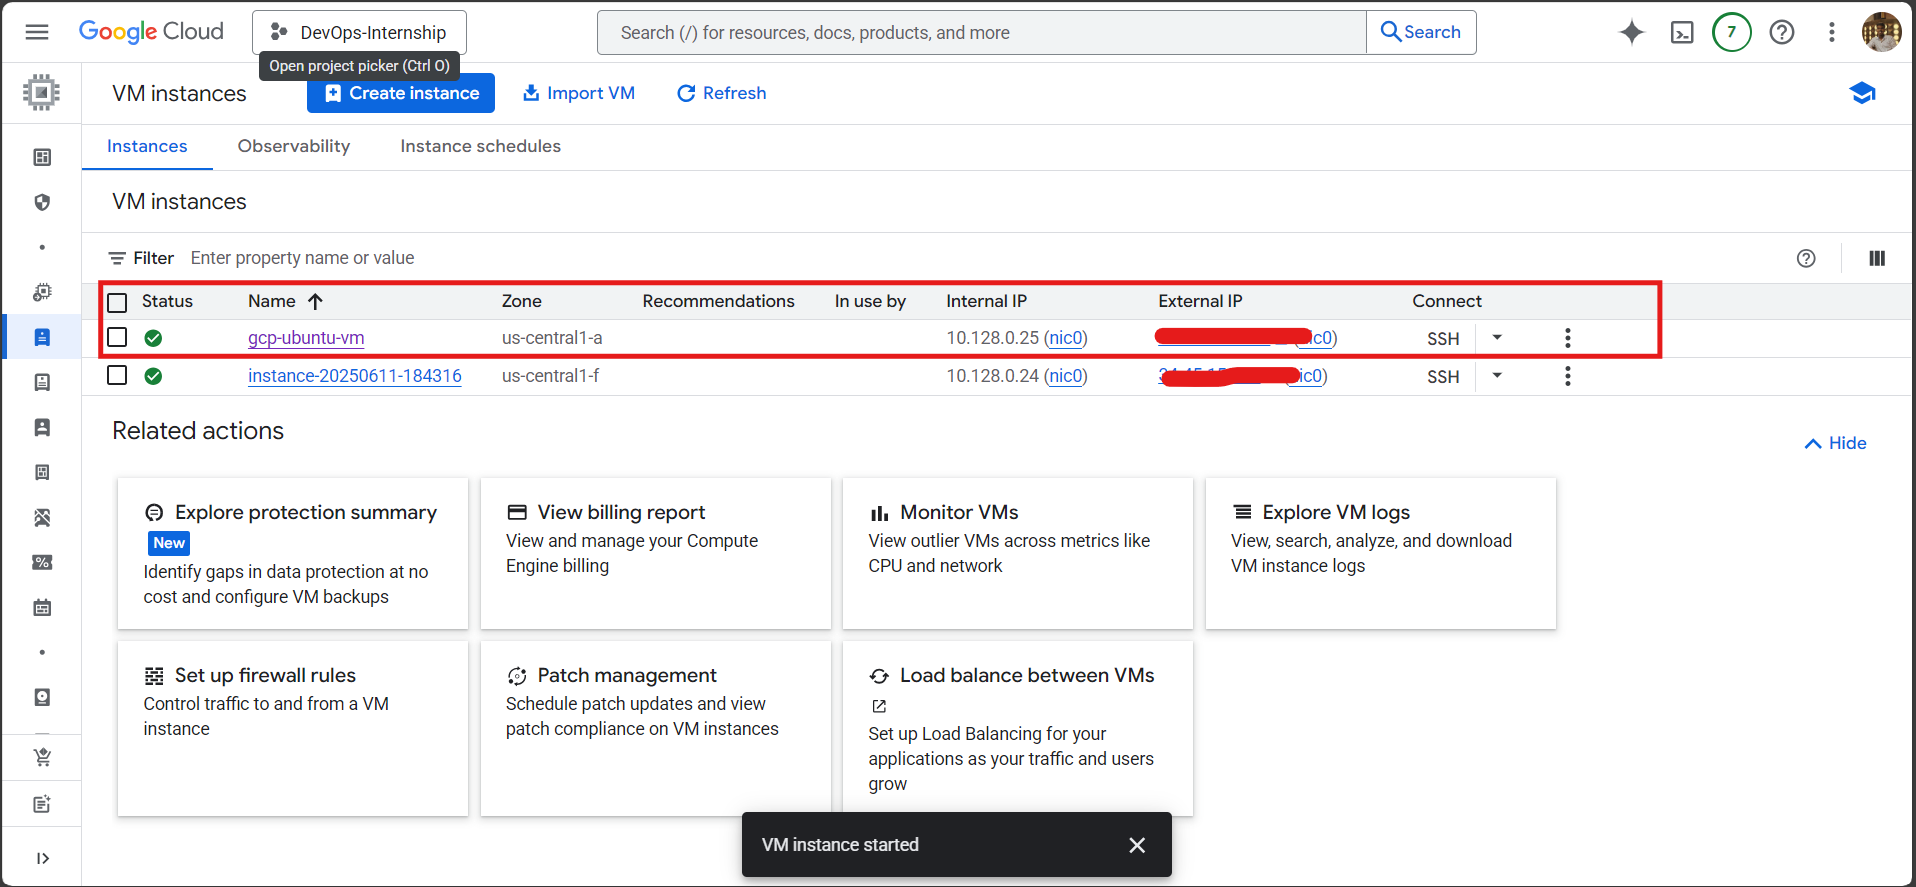 Google Cloud
DevOps-Internship
Search (/) for resources, docs, products, and more
Search
7
Open project picker (Ctrl O)
VM instances
Create instance
Import VM
Refresh
Instances
Observability
Instance schedules
VM instances
Filter
Enter property name or value
Status Name Zone Recommendations In use by Internal IP External IP Connect
gcp-ubuntu-vm us-central1-a 10.128.0.25 (nic0) ic0) SSH
instance-20250611-184316 us-central1-f 10.128.0.24 (nic0) ic0) SSH
Related actions
Hide
Explore protection summary
New
Identify gaps in data protection at no
cost and configure VM backups
View billing report
View and manage your Compute
Engine billing
Monitor VMs
View outlier VMs across metrics like
CPU and network
Explore VM logs
View, search, analyze, and download
VM instance logs
Set up firewall rules
Control traffic to and from a VM
instance
Patch management
Schedule patch updates and view
patch compliance on VM instances
Load balance between VMs
Set up Load Balancing for your
applications as your traffic and users
grow
VM instance started